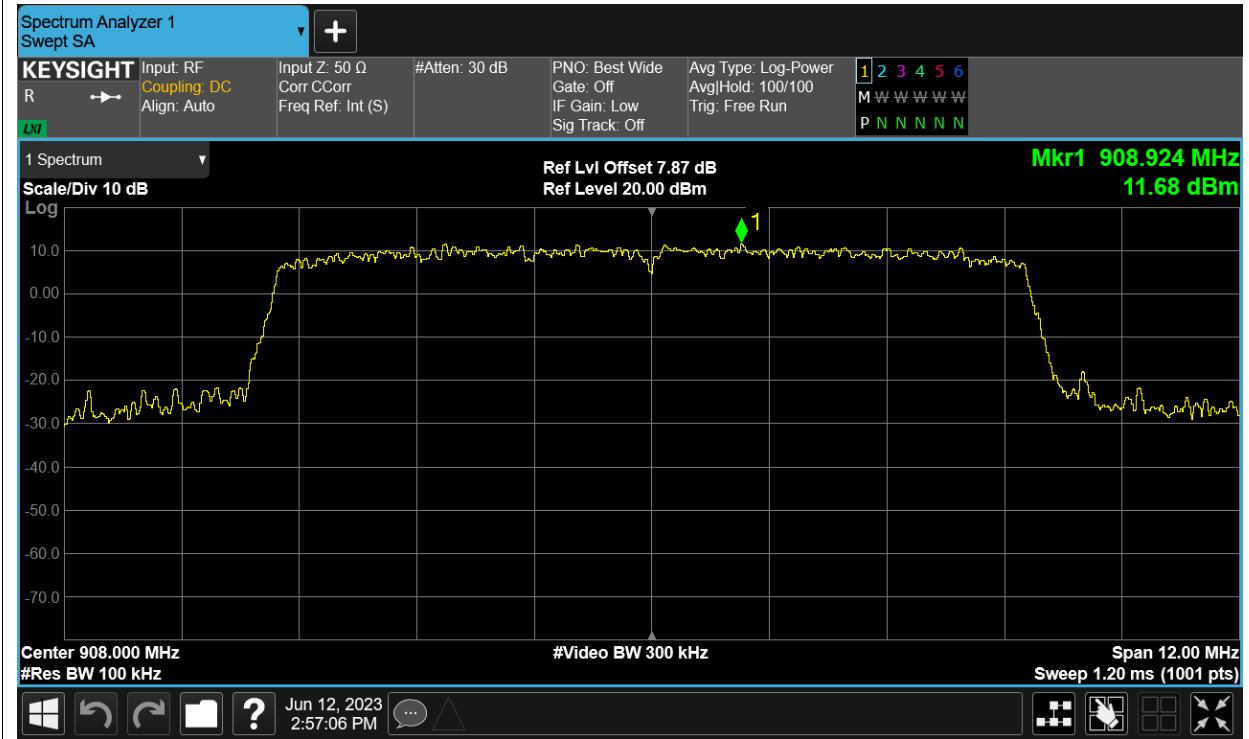 Spectrum Analyzer 1
Swept SA
KEYSIGHT
R
LXI
Input: RF
Coupling: DC
Align: Auto
Input Z: 50 Ω
Corr CCorr
Freq Ref: Int (S)
#Atten: 30 dB
PNO: Best Wide
Gate: Off
IF Gain: Low
Sig Track: Off
Avg Type: Log-Power
Avg|Hold: 100/100
Trig: Free Run
1 2 3 4 5 6
M W W W W W
P N N N N N
1 Spectrum
Scale/Div 10 dB
Ref Lvl Offset 7.87 dB
Ref Level 20.00 dBm
Mkr1 908.924 MHz
11.68 dBm
Log
1
10.0
0.00
-10.0
-20.0
-30.0
-40.0
-50.0
-60.0
-70.0
Center 908.000 MHz
#Res BW 100 kHz
#Video BW 300 kHz
Span 12.00 MHz
Sweep 1.20 ms (1001 pts)
?
Jun 12, 2023
2:57:06 PM